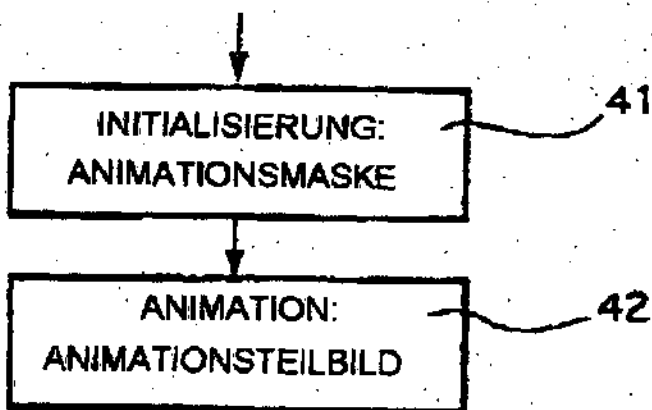 INITIALISIERUNG:
ANIMATIONSMASKE
41
ANIMATION:
ANIMATIONSTEILBILD
42